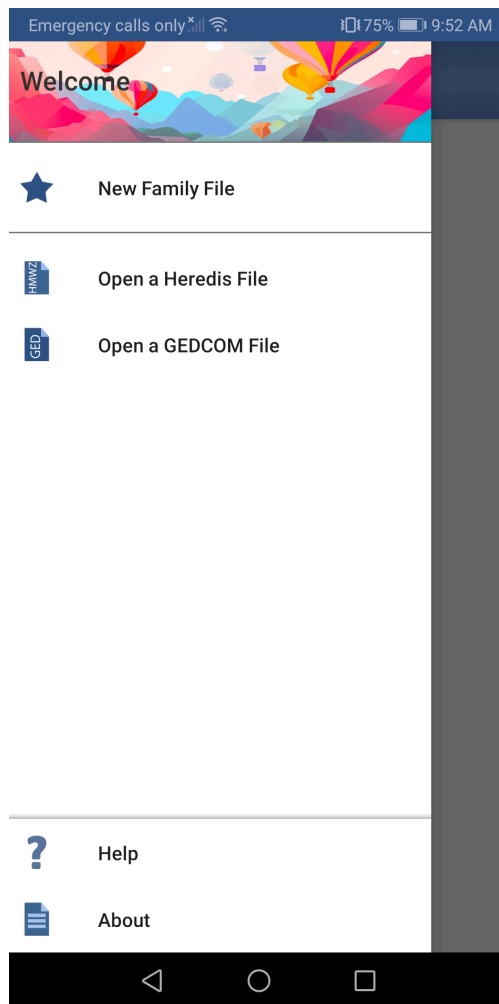 Emergency calls only 75% 9:52 AM
Welcome
New Family File
HMWZ
Open a Heredis File
GED
Open a GEDCOM File
? Help
About